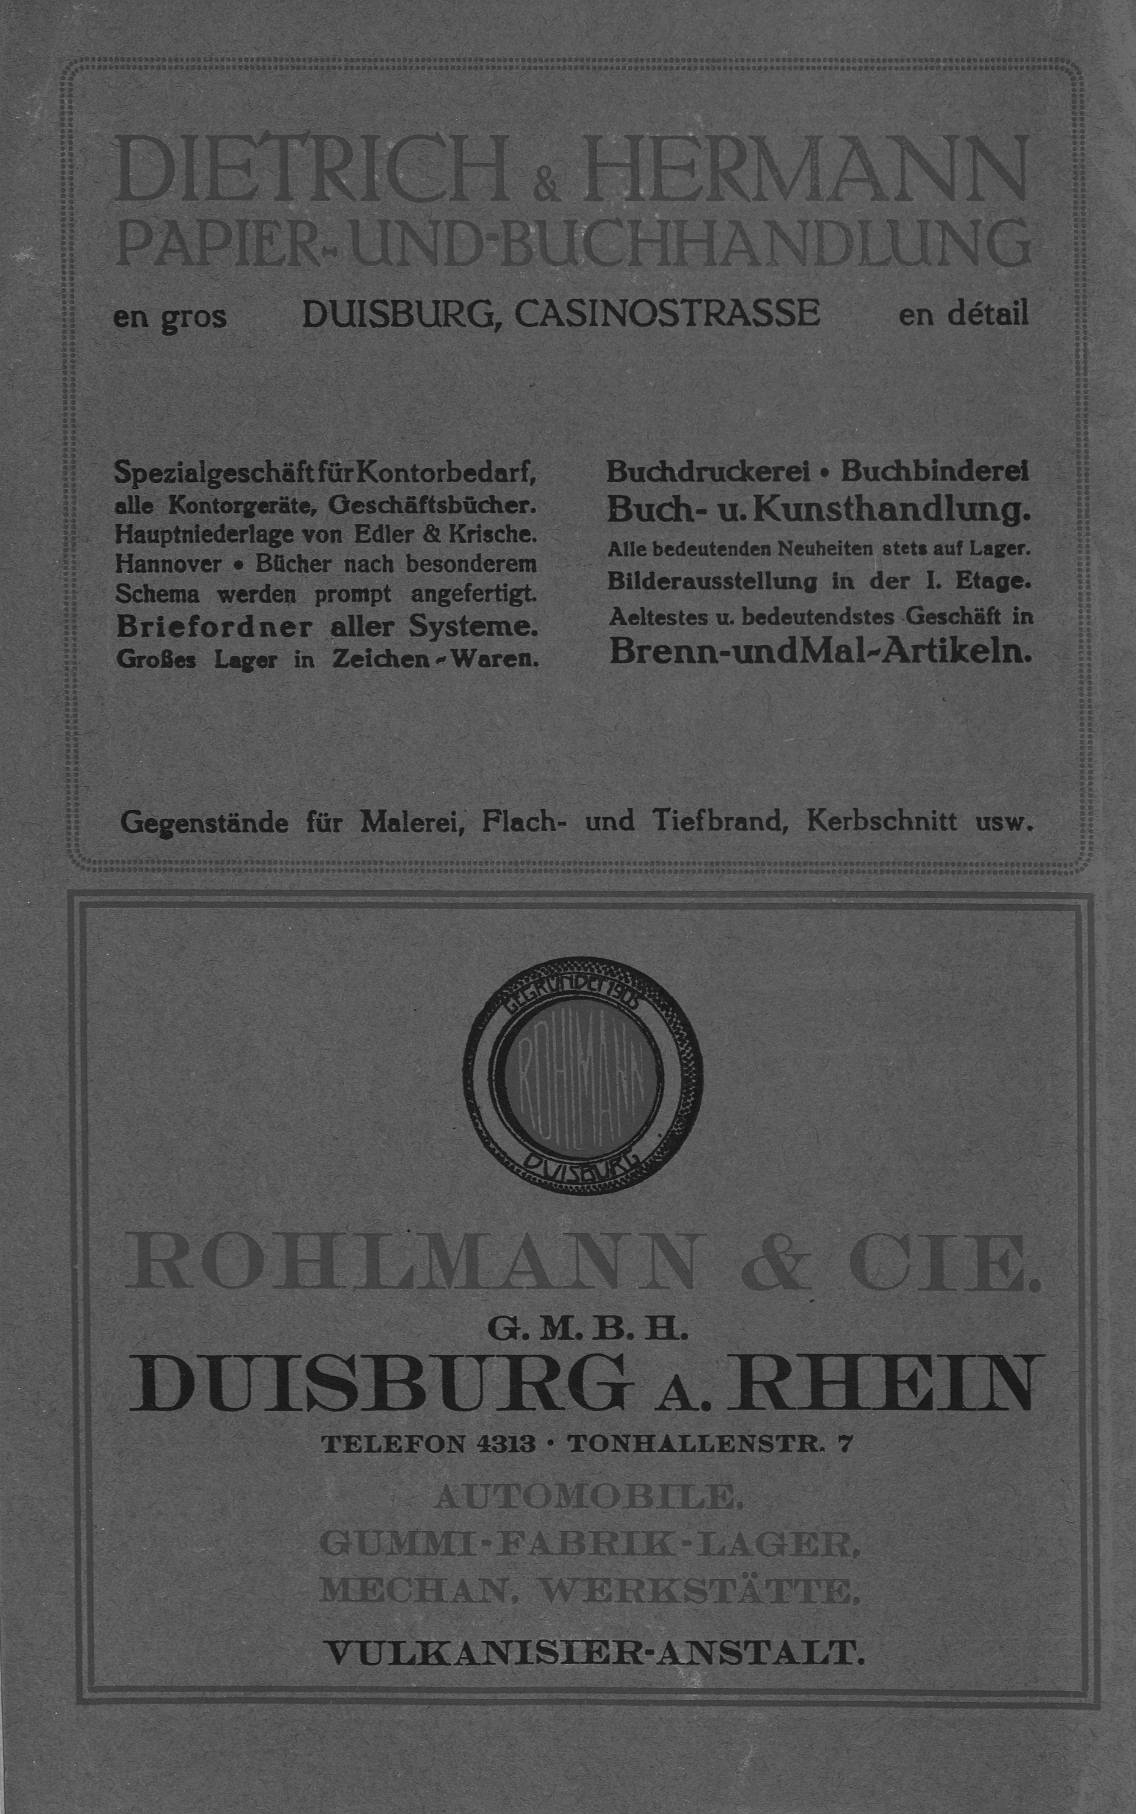 DIETRICH & HERMANN
PAPIER- UND-BUCHHANDLUNG
en gros DUISBURG, CASINOSTRASSE en détail
Spezialgeschäft für Kontorbedarf,
alle Kontorgeräte, Geschäftsbücher.
Hauptniederlage von Edler & Krische.
Hannover • Bücher nach besonderem
Schema werden prompt angefertigt.
Briefordner aller Systeme.
Großes Lager in Zeichen-Waren.
Buchdruckerei • Buchbinderei
Buch- u. Kunsthandlung.
Alle bedeutenden Neuheiten stets auf Lager.
Bilderausstellung in der I. Etage.
Aeltestes u. bedeutendstes Geschäft in
Brenn-und Mal-Artikeln.
Gegenstände für Malerei, Flach- und Tiefbrand, Kerbschnitt usw.
GEGRÜNDET 1905
ROHLMANN
DUISBURG
ROHLMANN & CIE.
G. M. B. H.
DUISBURG A. RHEIN
TELEFON 4313 · TONHALLENSTR. 7
AUTOMOBILE.
GUMMI-FABRIK-LAGER.
MECHAN. WERKSTÄTTE.
VULKANISIER-ANSTALT.